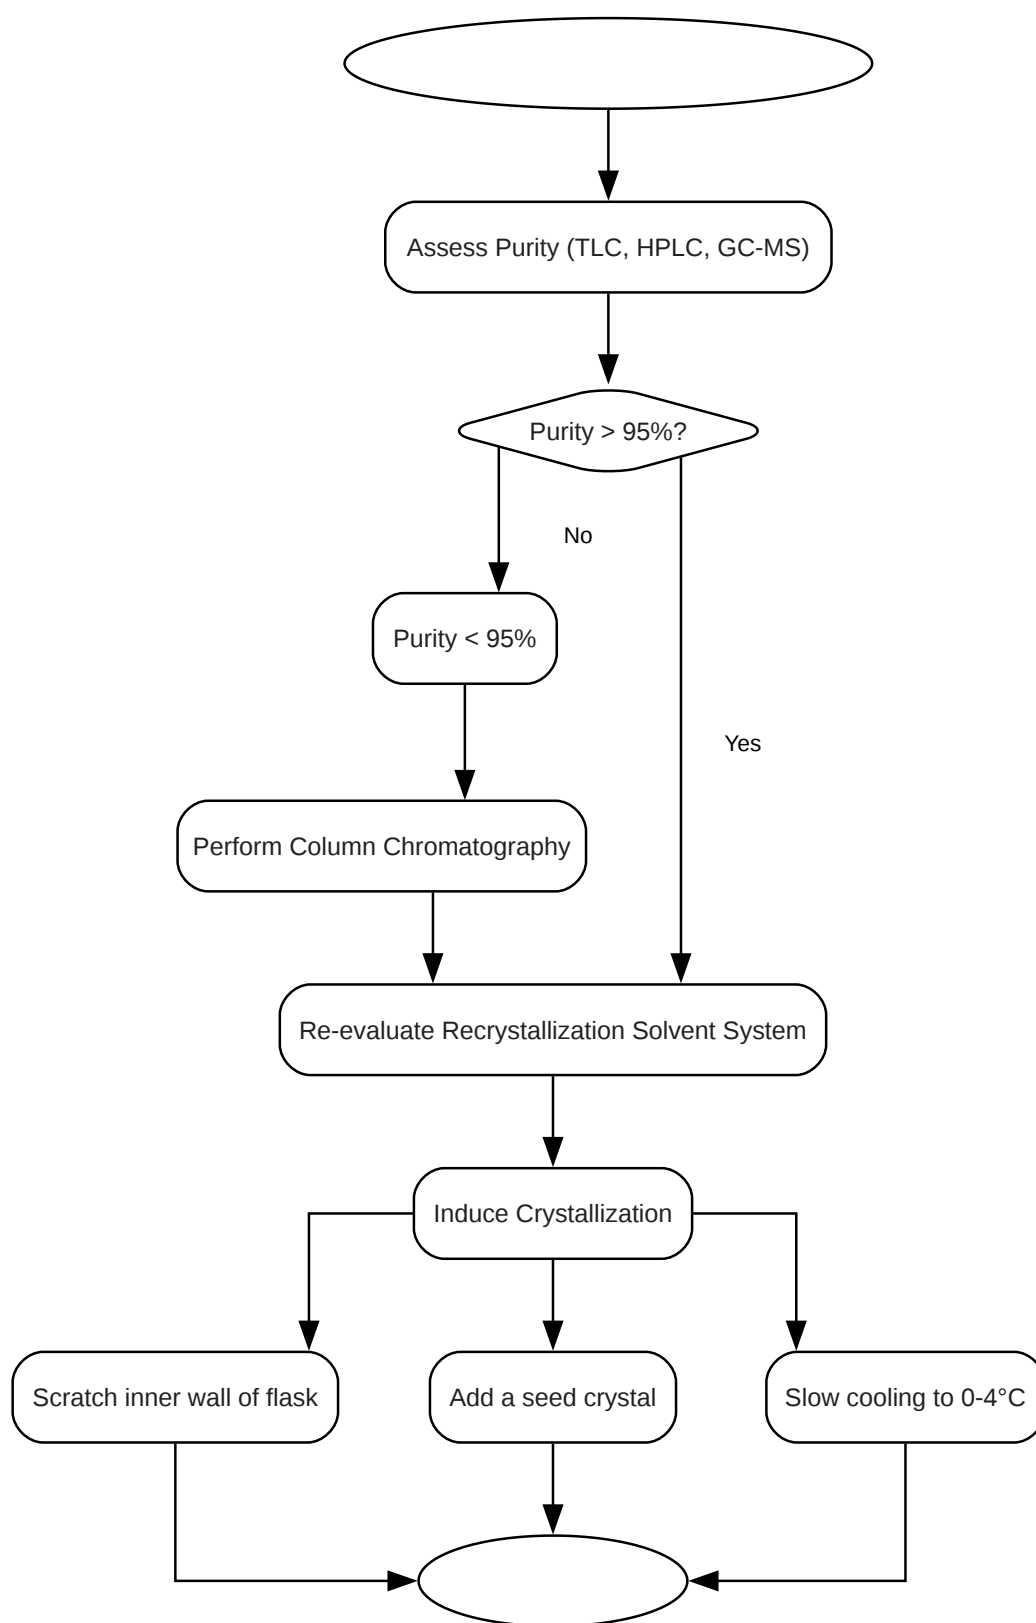 Assess Purity (TLC, HPLC, GC-MS)
Purity > 95%?
No
Purity < 95%
Yes
Perform Column Chromatography
Re-evaluate Recrystallization Solvent System
Induce Crystallization
Scratch inner wall of flask
Add a seed crystal
Slow cooling to 0-4°C